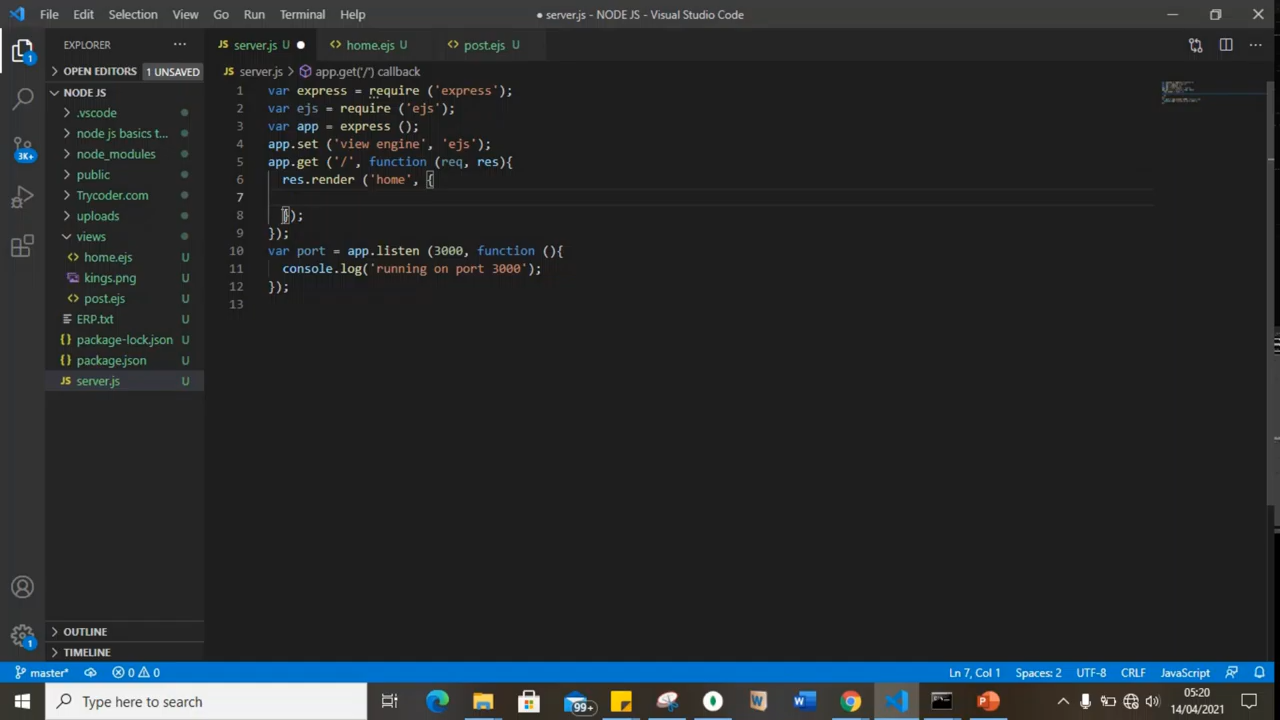 File Edit Selection View Go Run Terminal Help
● server.js - NODE JS - Visual Studio Code
EXPLORER
OPEN EDITORS 1 UNSAVED
NODE JS
.vscode
node js basics t...
node_modules
public
Trycoder.com
uploads
views
home.ejs U
kings.png U
post.ejs U
ERP.txt U
package-lock.json U
package.json U
server.js U
OUTLINE
TIMELINE
1
3K+
1
JS server.js U ●
home.ejs U
post.ejs U
JS server.js > app.get('/') callback
1 var express = require ('express');
2 var ejs = require ('ejs');
3 var app = express ();
4 app.set ('view engine', 'ejs');
5 app.get ('/', function (req, res){
6 res.render ('home', {
7
8 });
9 });
10 var port = app.listen (3000, function (){
11 console.log('running on port 3000');
12 });
13
master* 0 0
Ln 7, Col 1 Spaces: 2 UTF-8 CRLF JavaScript
Type here to search
99+
05:20
14/04/2021